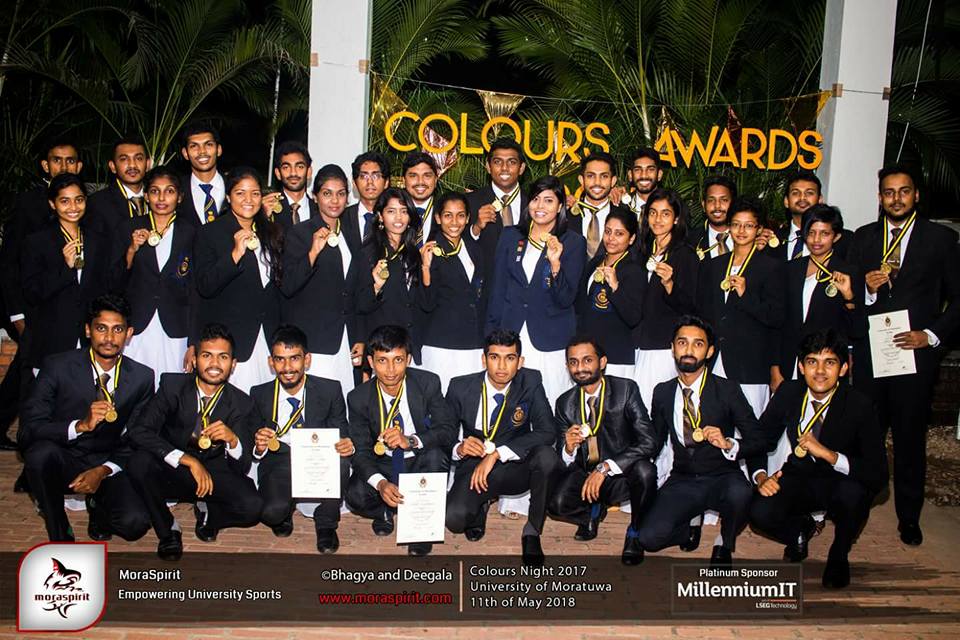 COLOURS AWARDS
moraspirit
MoraSpirit
Empowering University Sports
©Bhagya and Deegala
www.moraspirit.com
Colours Night 2017
University of Moratuwa
11th of May 2018
Platinum Sponsor
MillenniumIT
LSEG Technology